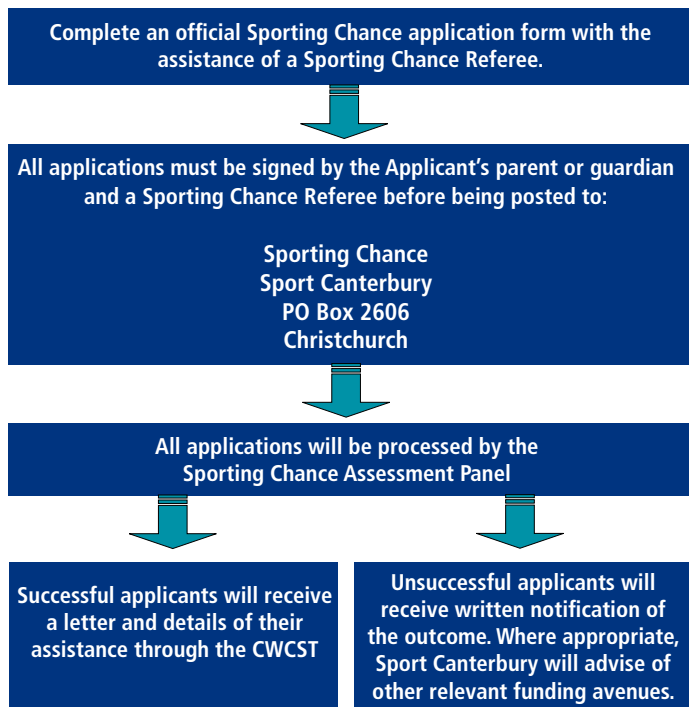 Complete an official Sporting Chance application form with the
assistance of a Sporting Chance Referee.
All applications must be signed by the Applicant's parent or guardian
and a Sporting Chance Referee before being posted to:
Sporting Chance
Sport Canterbury
PO Box 2606
Christchurch
All applications will be processed by the
Sporting Chance Assessment Panel
Successful applicants will receive
a letter and details of their
assistance through the CWCST
Unsuccessful applicants will
receive written notification of
the outcome. Where appropriate,
Sport Canterbury will advise of
other relevant funding avenues.